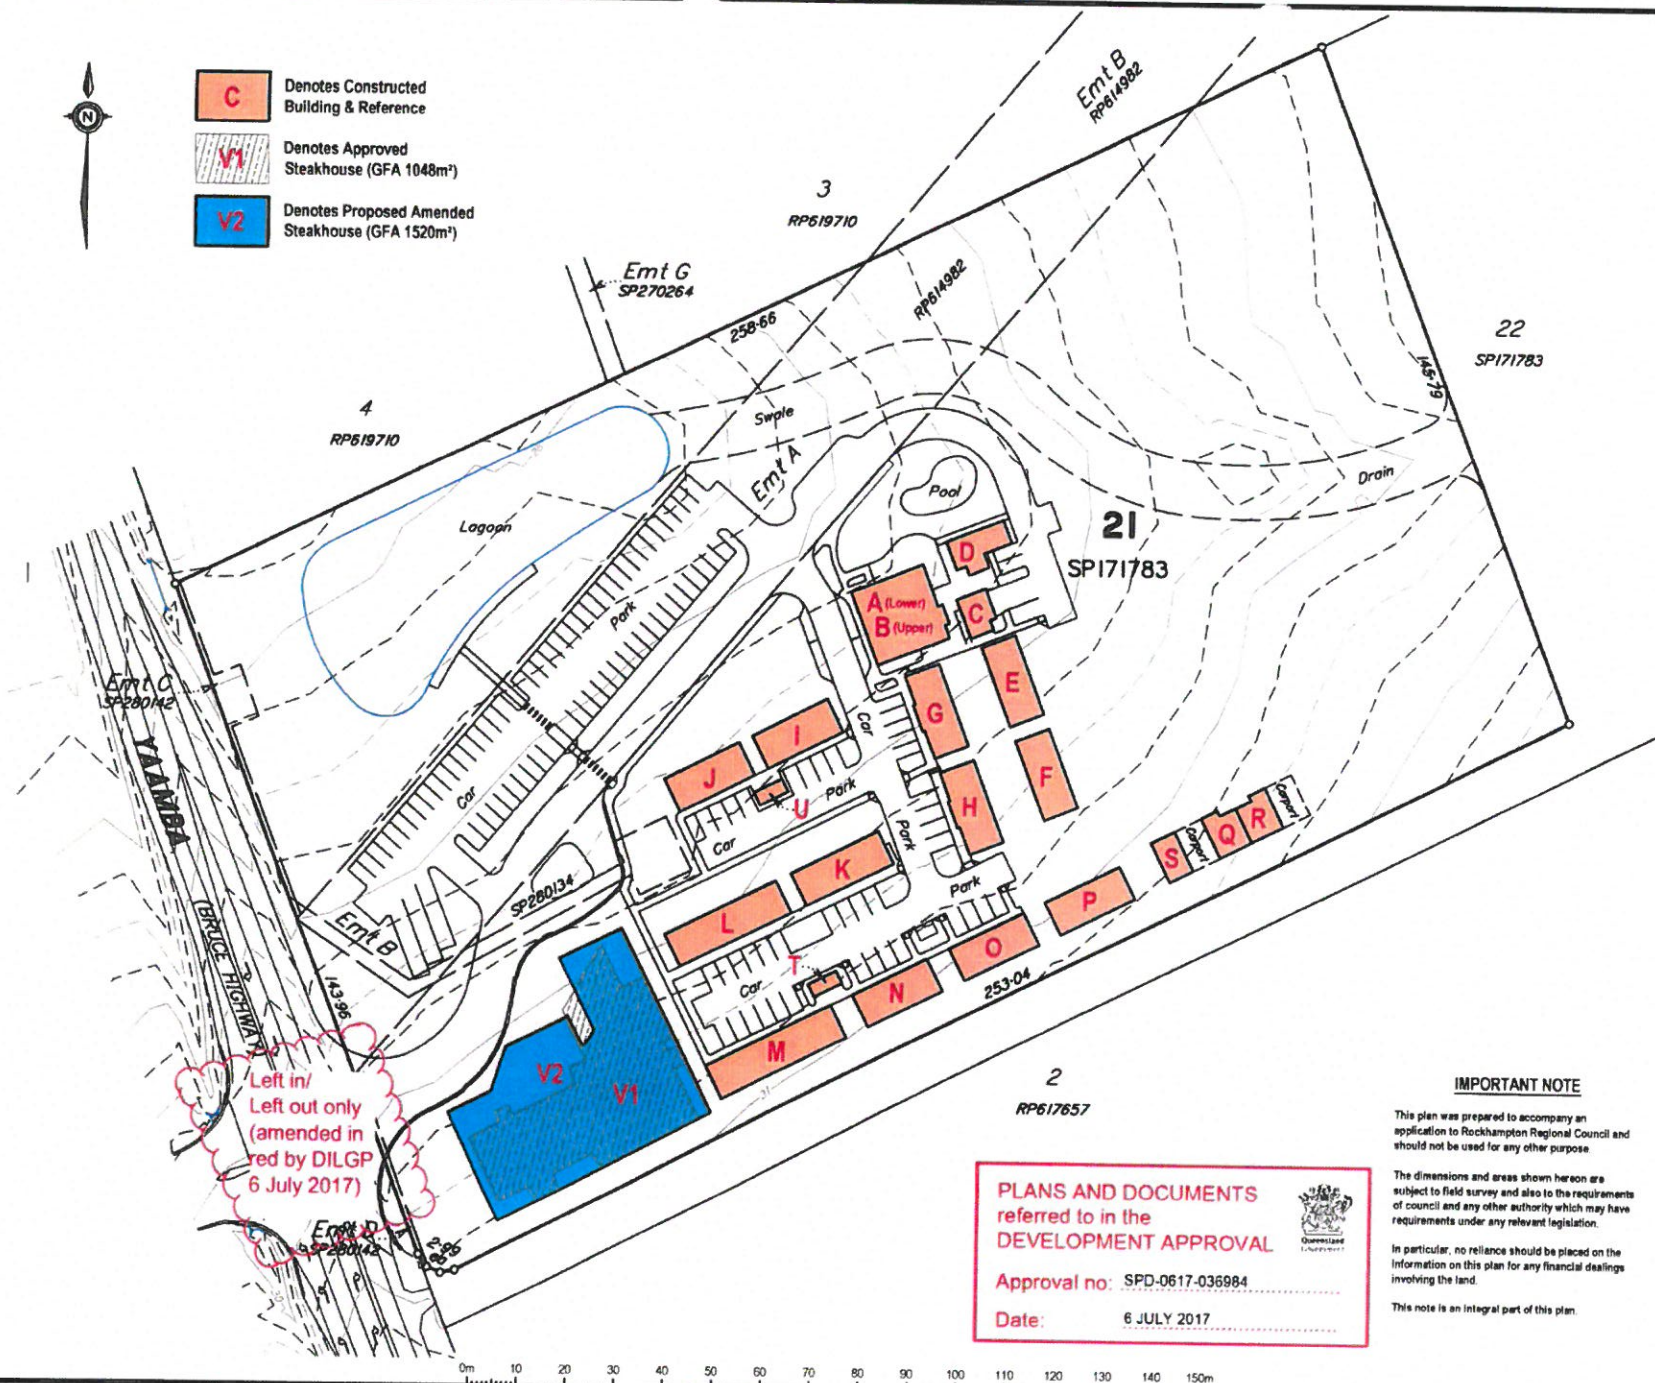 N
C
Denotes Constructed
Building & Reference
V1
Denotes Approved
Steakhouse (GFA 1048m²)
V2
Denotes Proposed Amended
Steakhouse (GFA 1520m²)
Emt B
RP614982
3
RP619710
Emt G
SP270264
RP614982
258·66
22
SP171783
145·79
4
RP619710
Swale
Emt A
Pool
Drain
Lagoon
21
SP171783
D
A (Lower)
B (Upper)
C
Park
Emt C
SP280142
E
G
Car
I
J
F
YAAMBA
Car
U
Park
H
Car
Park
K
Carport
R
Q
Carport
S
SP280134
Park
P
L
Emt B
O
T
Car
N
253·04
(BRUCE HIGHWAY)
143·96
M
V2
V1
2
RP617657
Left in/
Left out only
(amended in
red by DILGP
6 July 2017)
SP280142
PLANS AND DOCUMENTS
referred to in the
DEVELOPMENT APPROVAL
Queensland
Government
Approval no: SPD-0617-036984
Date: 6 JULY 2017
IMPORTANT NOTE
This plan was prepared to accompany an
application to Rockhampton Regional Council and
should not be used for any other purpose.
The dimensions and areas shown hereon are
subject to field survey and also to the requirements
of council and any other authority which may have
requirements under any relevant legislation.
In particular, no reliance should be placed on the
information on this plan for any financial dealings
involving the land.
This note is an integral part of this plan.
0m 10 20 30 40 50 60 70 80 90 100 110 120 130 140 150m